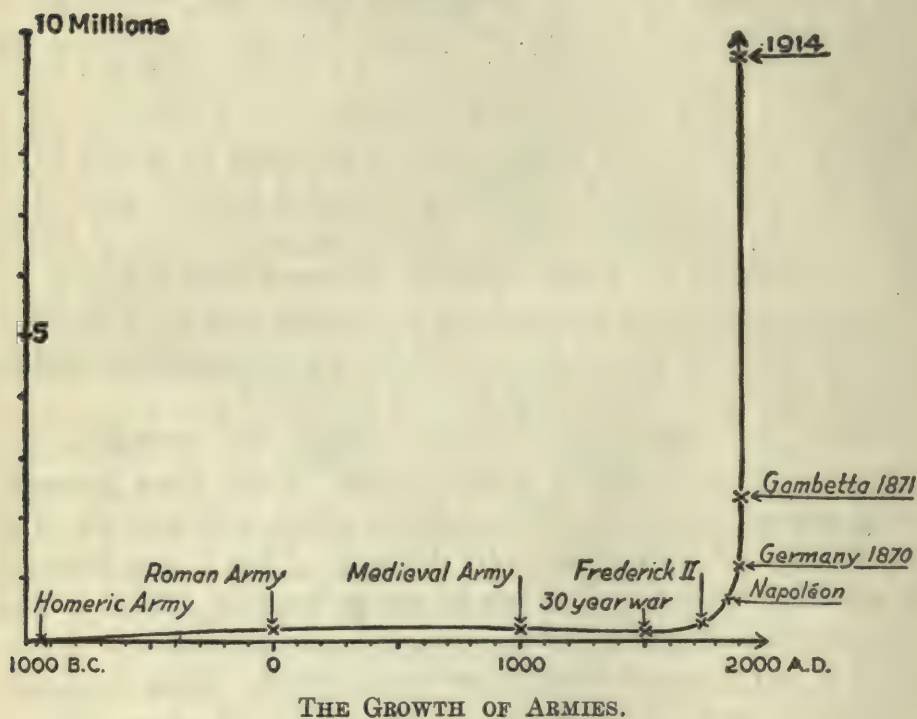 10 Millions
1914
5
Gambetta 1871
Germany 1870
Napoléon
Frederick II
30 year war
Medieval Army
Roman Army
Homeric Army
1000 B.C. 0 1000 2000 A.D.
THE GROWTH OF ARMIES.